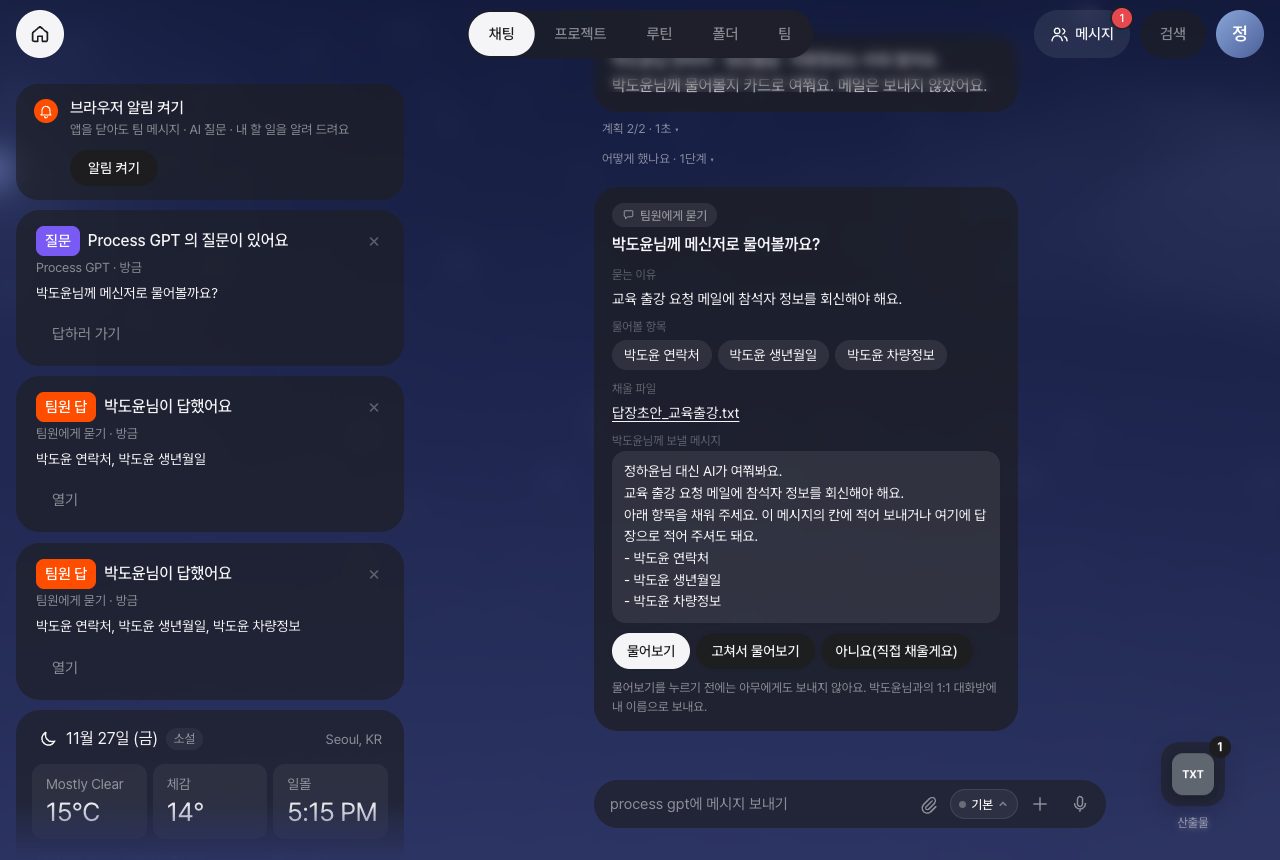 채팅
프로젝트
루틴
폴더
팀
메시지
1
검색
정
브라우저 알림 켜기
앱을 닫아도 팀 메시지 · AI 질문 · 내 할 일을 알려 드려요
알림 켜기
질문 Process GPT 의 질문이 있어요
Process GPT · 방금
박도윤님께 메신저로 물어볼까요?
답하러 가기
팀원 답 박도윤님이 답했어요
팀원에게 묻기 · 방금
박도윤 연락처, 박도윤 생년월일
열기
팀원 답 박도윤님이 답했어요
팀원에게 묻기 · 방금
박도윤 연락처, 박도윤 생년월일, 박도윤 차량정보
열기
11월 27일 (금) 소설 Seoul, KR
Mostly Clear
15°C
체감
14°
일몰
5:15 PM
박도윤님께 물어볼지 카드로 여쭤요. 메일은 보내지 않았어요.
계획 2/2 · 1초
어떻게 했나요 · 1단계
팀원에게 묻기
박도윤님께 메신저로 물어볼까요?
묻는 이유
교육 출강 요청 메일에 참석자 정보를 회신해야 해요.
물어볼 항목
박도윤 연락처
박도윤 생년월일
박도윤 차량정보
채울 파일
답장초안_교육출강.txt
박도윤님께 보낼 메시지
정하윤님 대신 AI가 여쭤봐요.
교육 출강 요청 메일에 참석자 정보를 회신해야 해요.
아래 항목을 채워 주세요. 이 메시지의 칸에 적어 보내거나 여기에 답
장으로 적어 주셔도 돼요.
- 박도윤 연락처
- 박도윤 생년월일
- 박도윤 차량정보
물어보기
고쳐서 물어보기
아니요(직접 채울게요)
물어보기를 누르기 전에는 아무에게도 보내지 않아요. 박도윤님과의 1:1 대화방에
내 이름으로 보내요.
process gpt에 메시지 보내기
기본
1
TXT
산출물